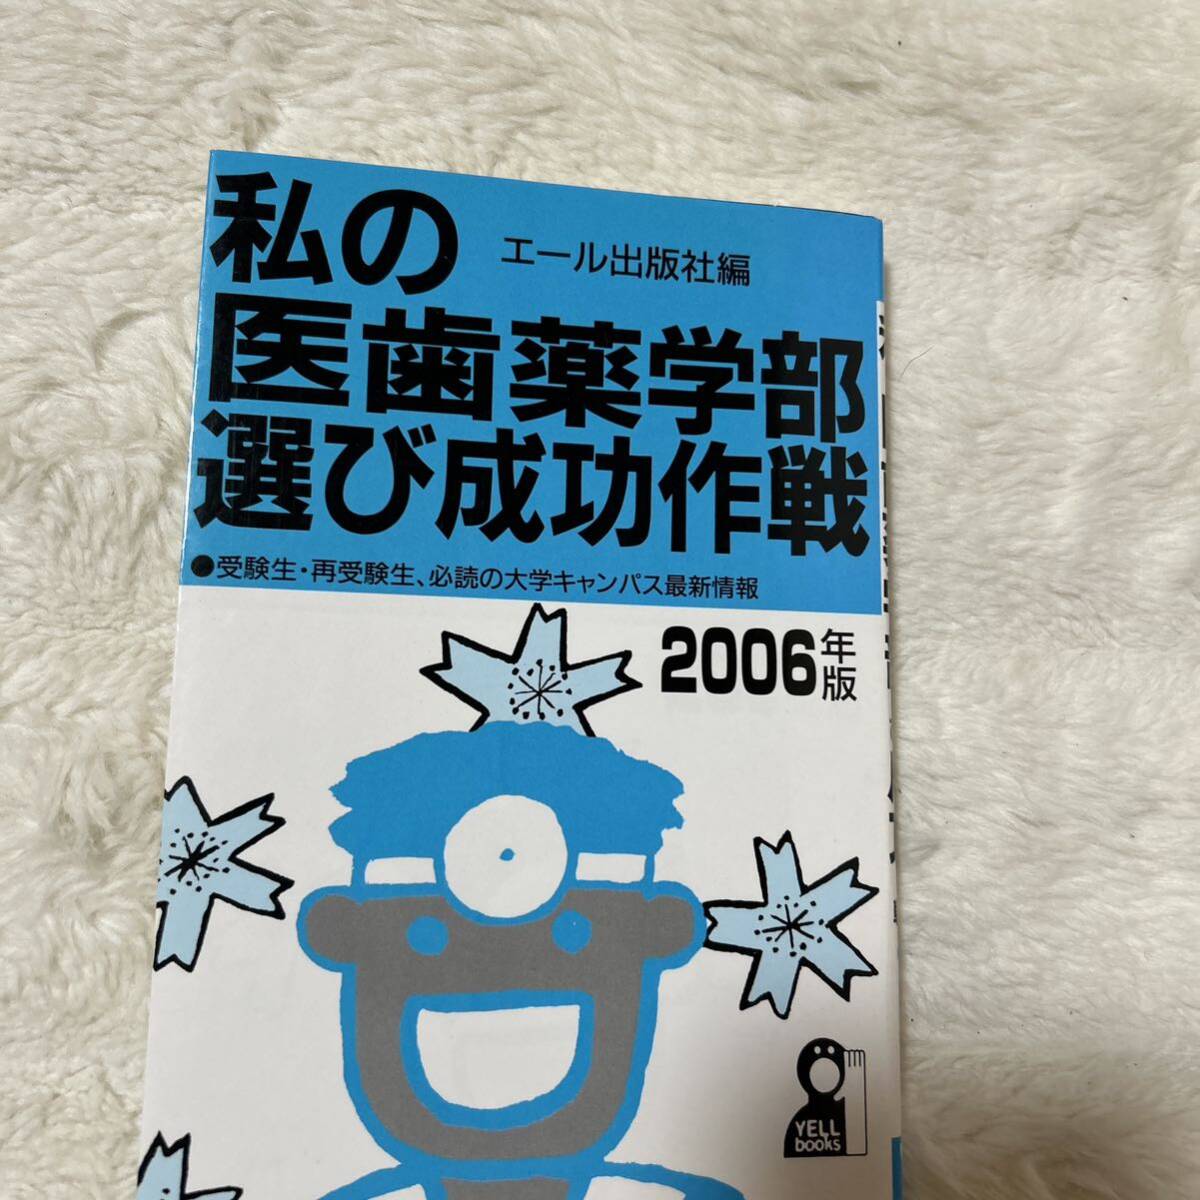 私の
エール出版社編
医歯薬学部
選び成功作戦
●受験生・再受験生、必読の大学キャンパス最新情報
2006年版
YELL
books